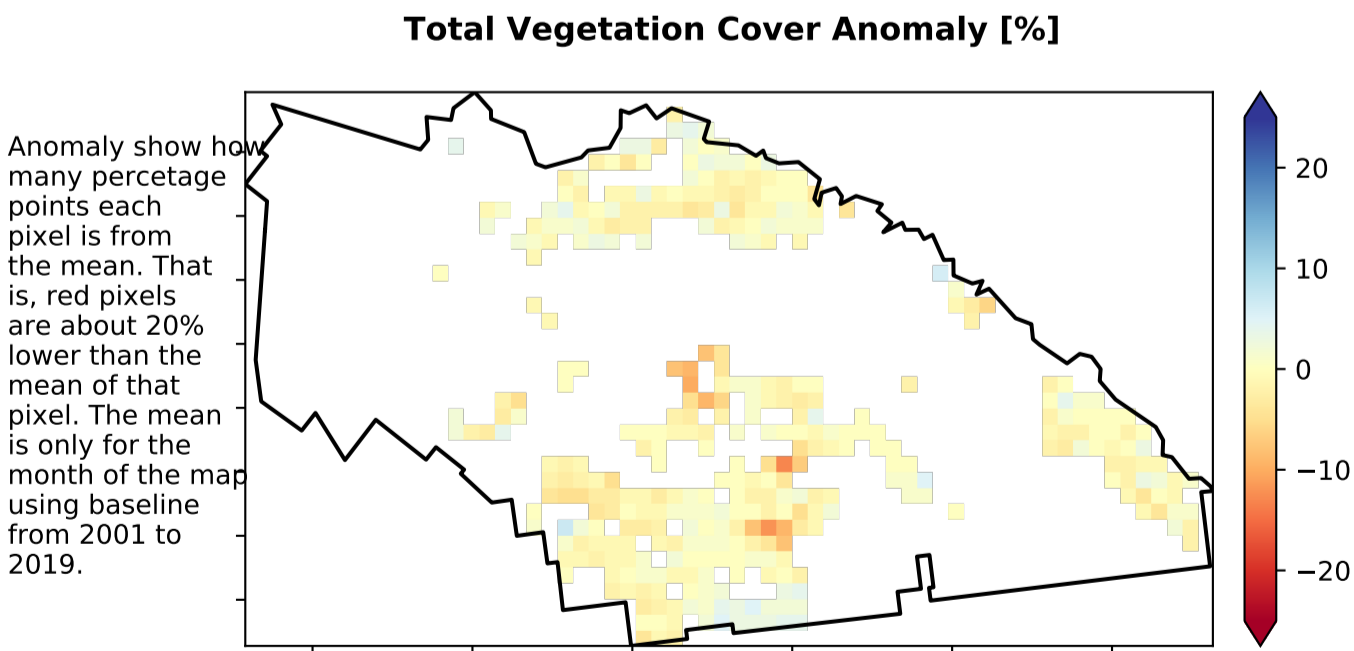 Total Vegetation Cover Anomaly [%]
Anomaly show how
many percetage
points each
pixel is from
the mean. That
is, red pixels
are about 20%
lower than the
mean of that
pixel. The mean
is only for the
month of the map
using baseline
from 2001 to
2019.
20
10
0
−10
−20